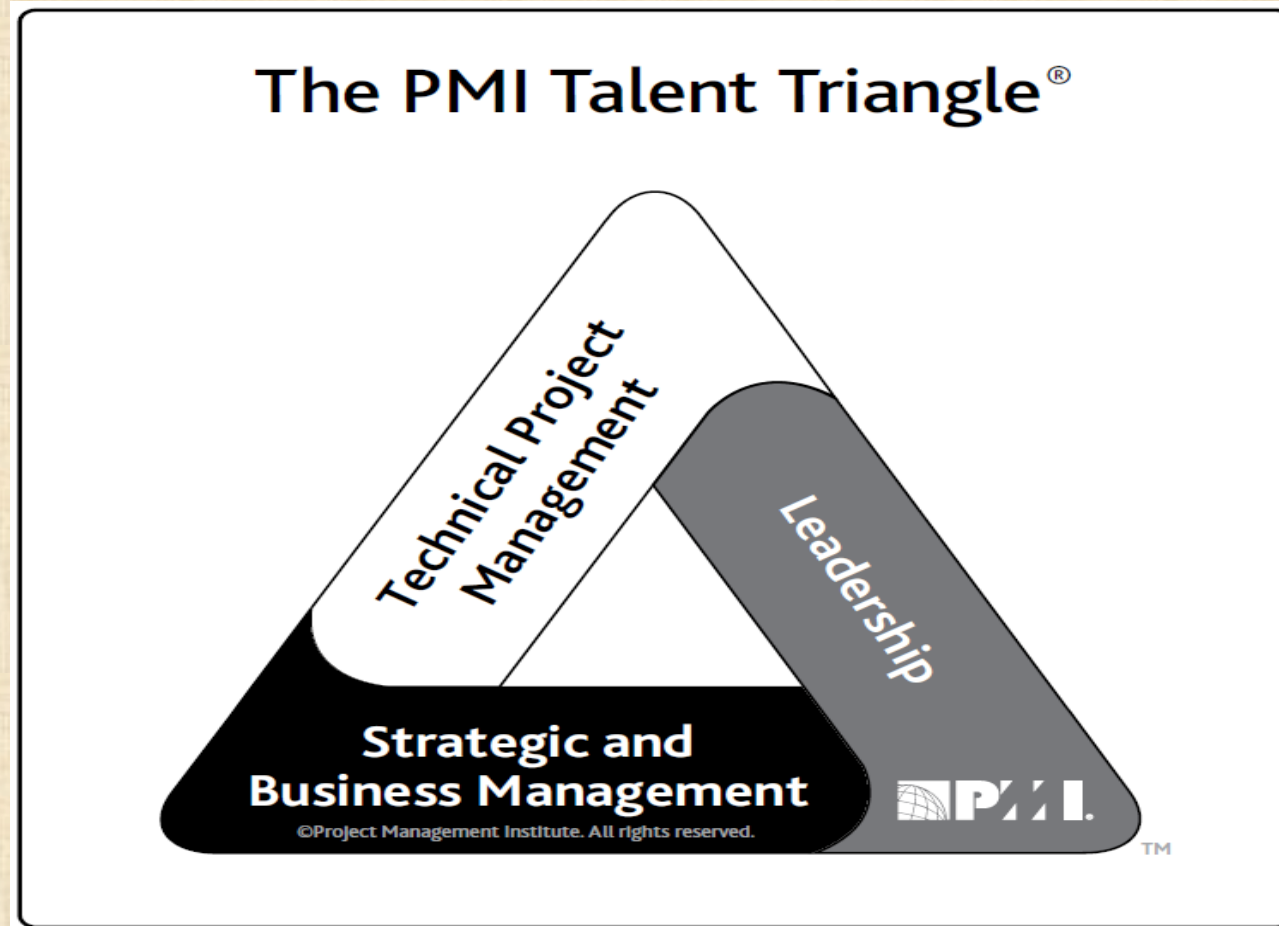 The PMI Talent Triangle®
Technical Project
Management
Leadership
Strategic and
Business Management
©Project Management Institute. All rights reserved.
PMI.
TM